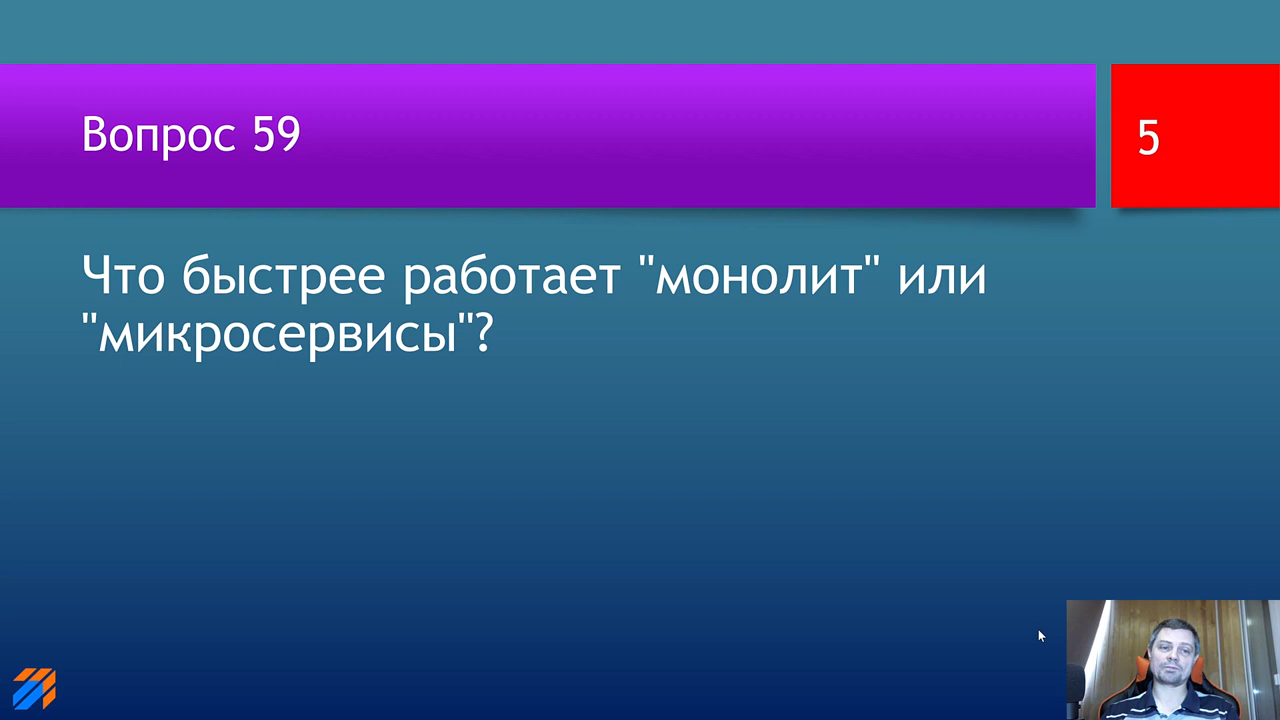 Вопрос 59
5
Что быстрее работает "монолит" или
"микросервисы"?